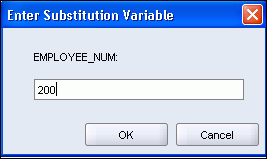 Enter Substitution Variable
EMPLOYEE_NUM:
200
OK
Cancel